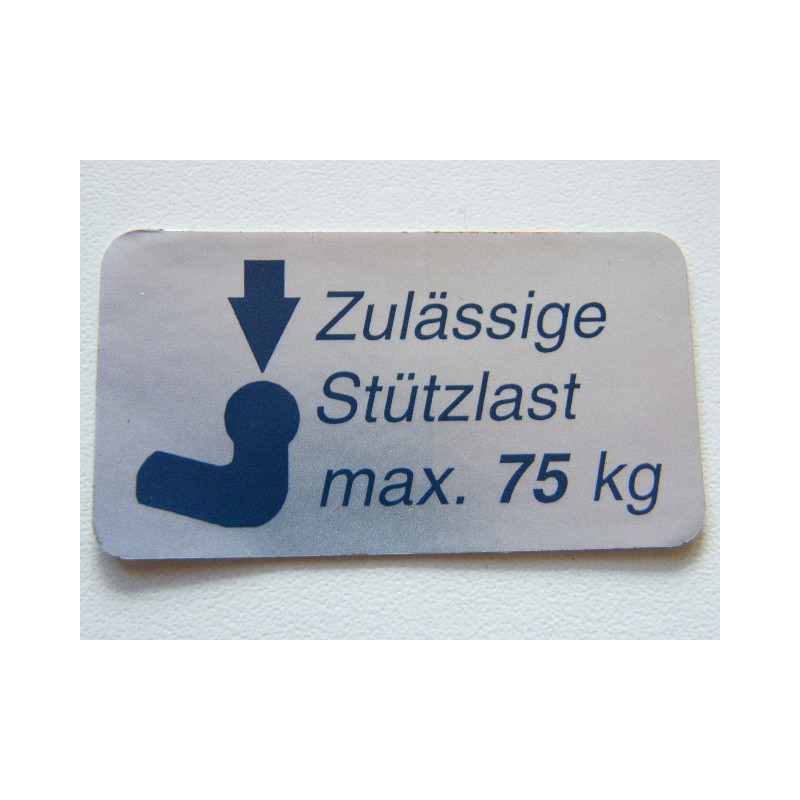 Zulässige
Stützlast
max. 75 kg